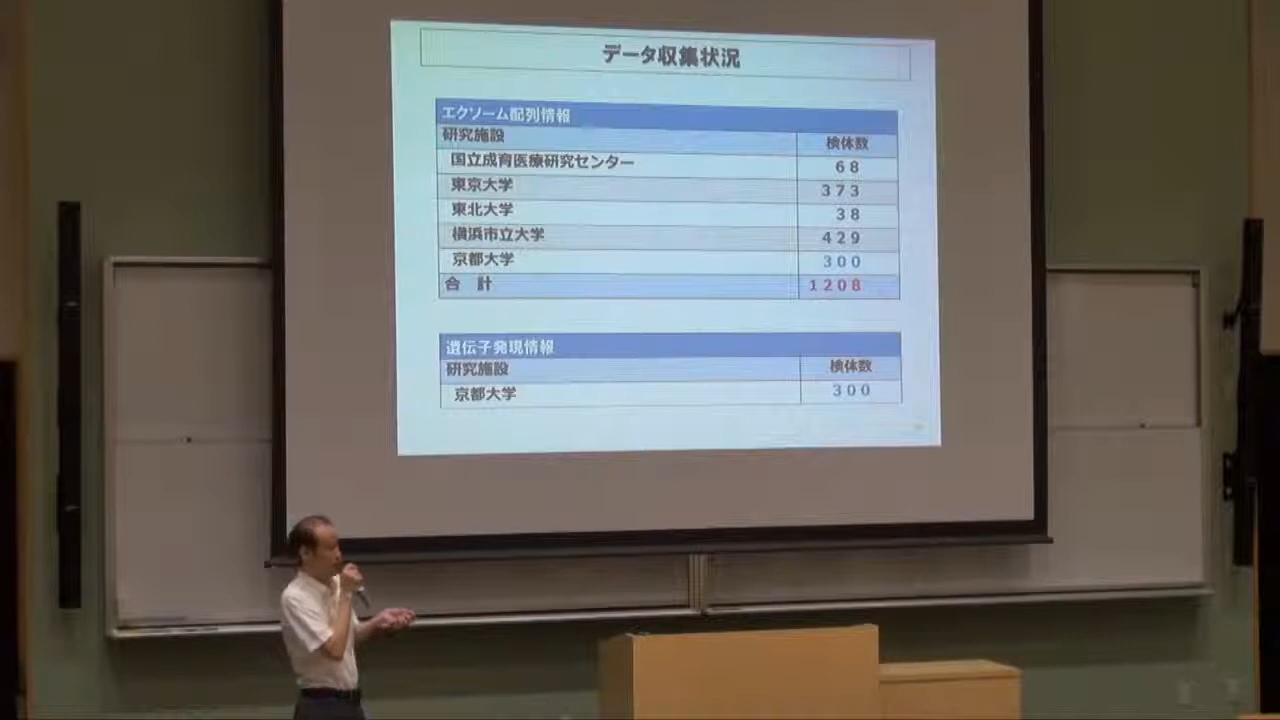 データ収集状況
エクソーム配列情報
研究施設 検体数
国立成育医療研究センター 68
東京大学 373
東北大学 38
横浜市立大学 429
京都大学 300
合 計 1208
遺伝子発現情報
研究施設 検体数
京都大学 300